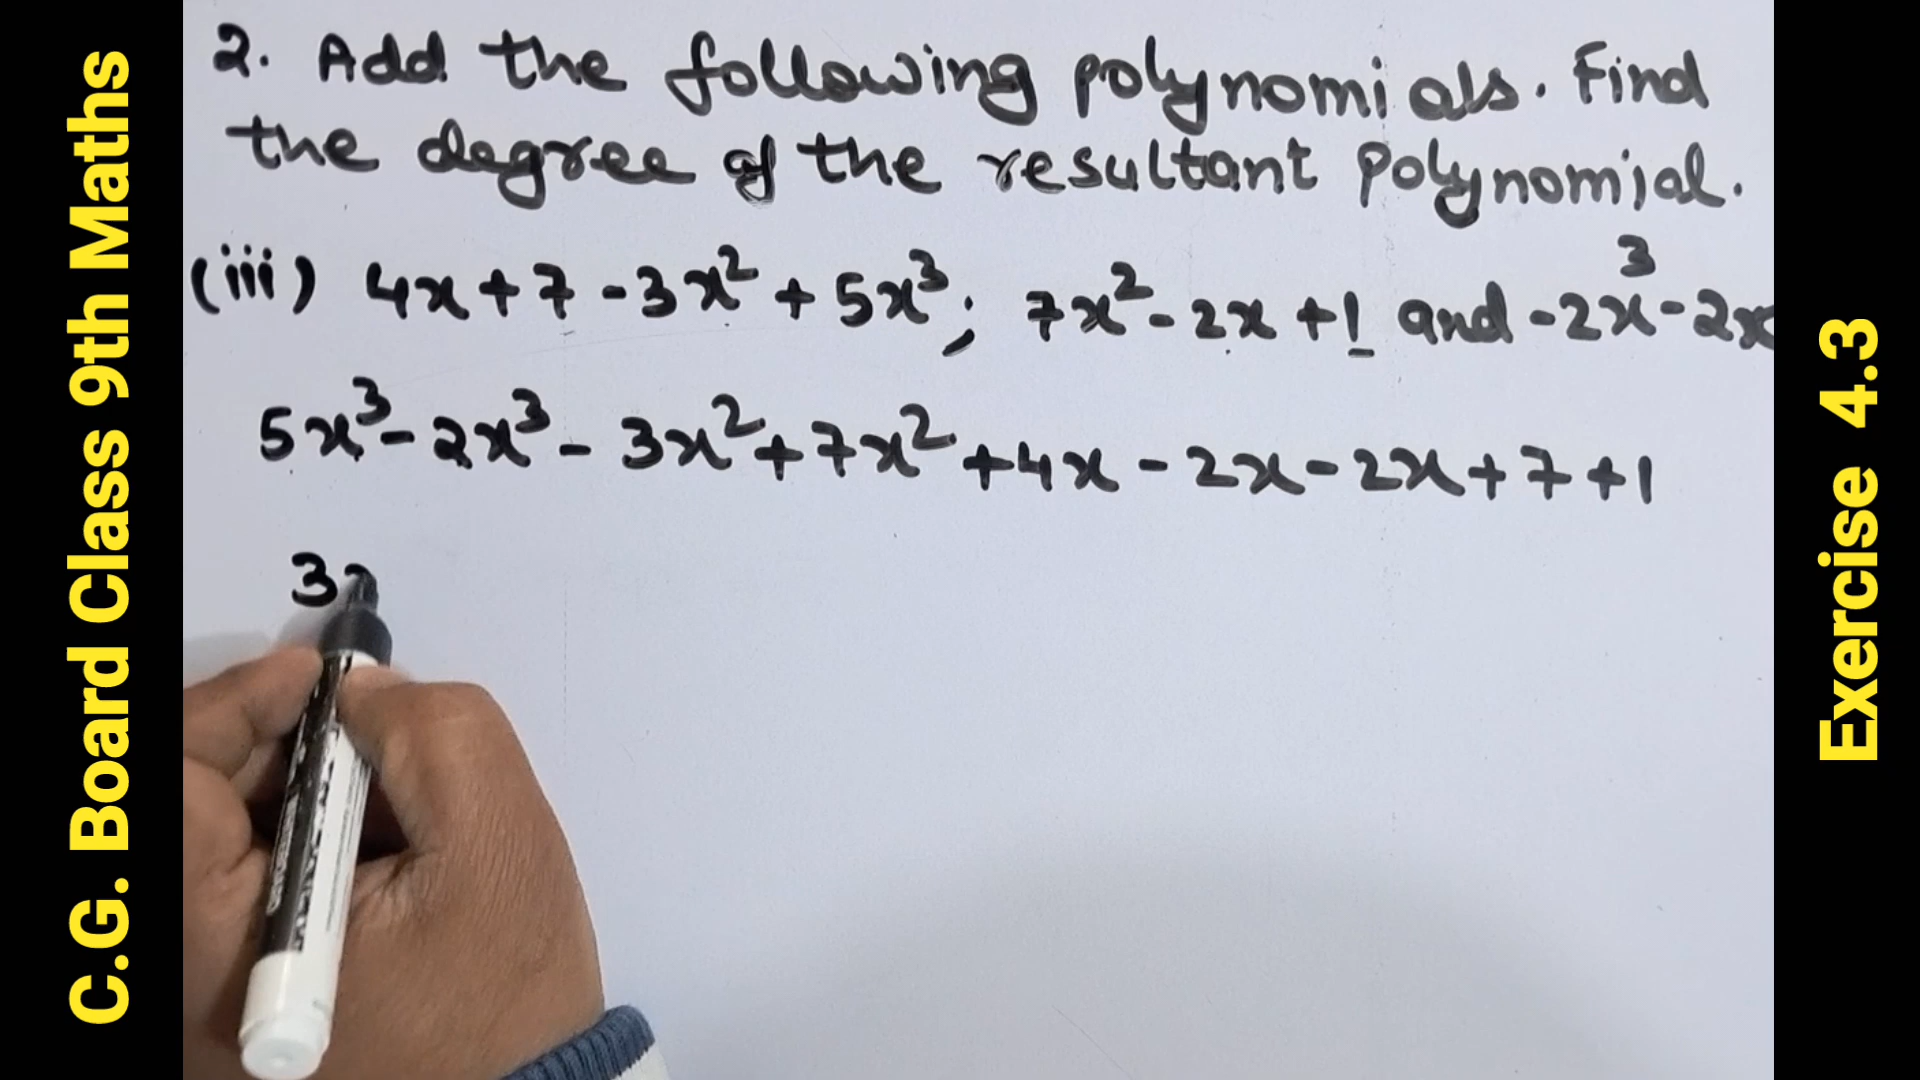 C.G. Board Class 9th Maths
2. Add the following polynomials. Find
the degree of the resultant polynomial.
(iii) 4x + 7 - 3x² + 5x³; 7x² - 2x + 1 and -2x³ - 2x
5x³ - 2x³ - 3x² + 7x² + 4x - 2x - 2x + 7 + 1
3
Exercise 4.3